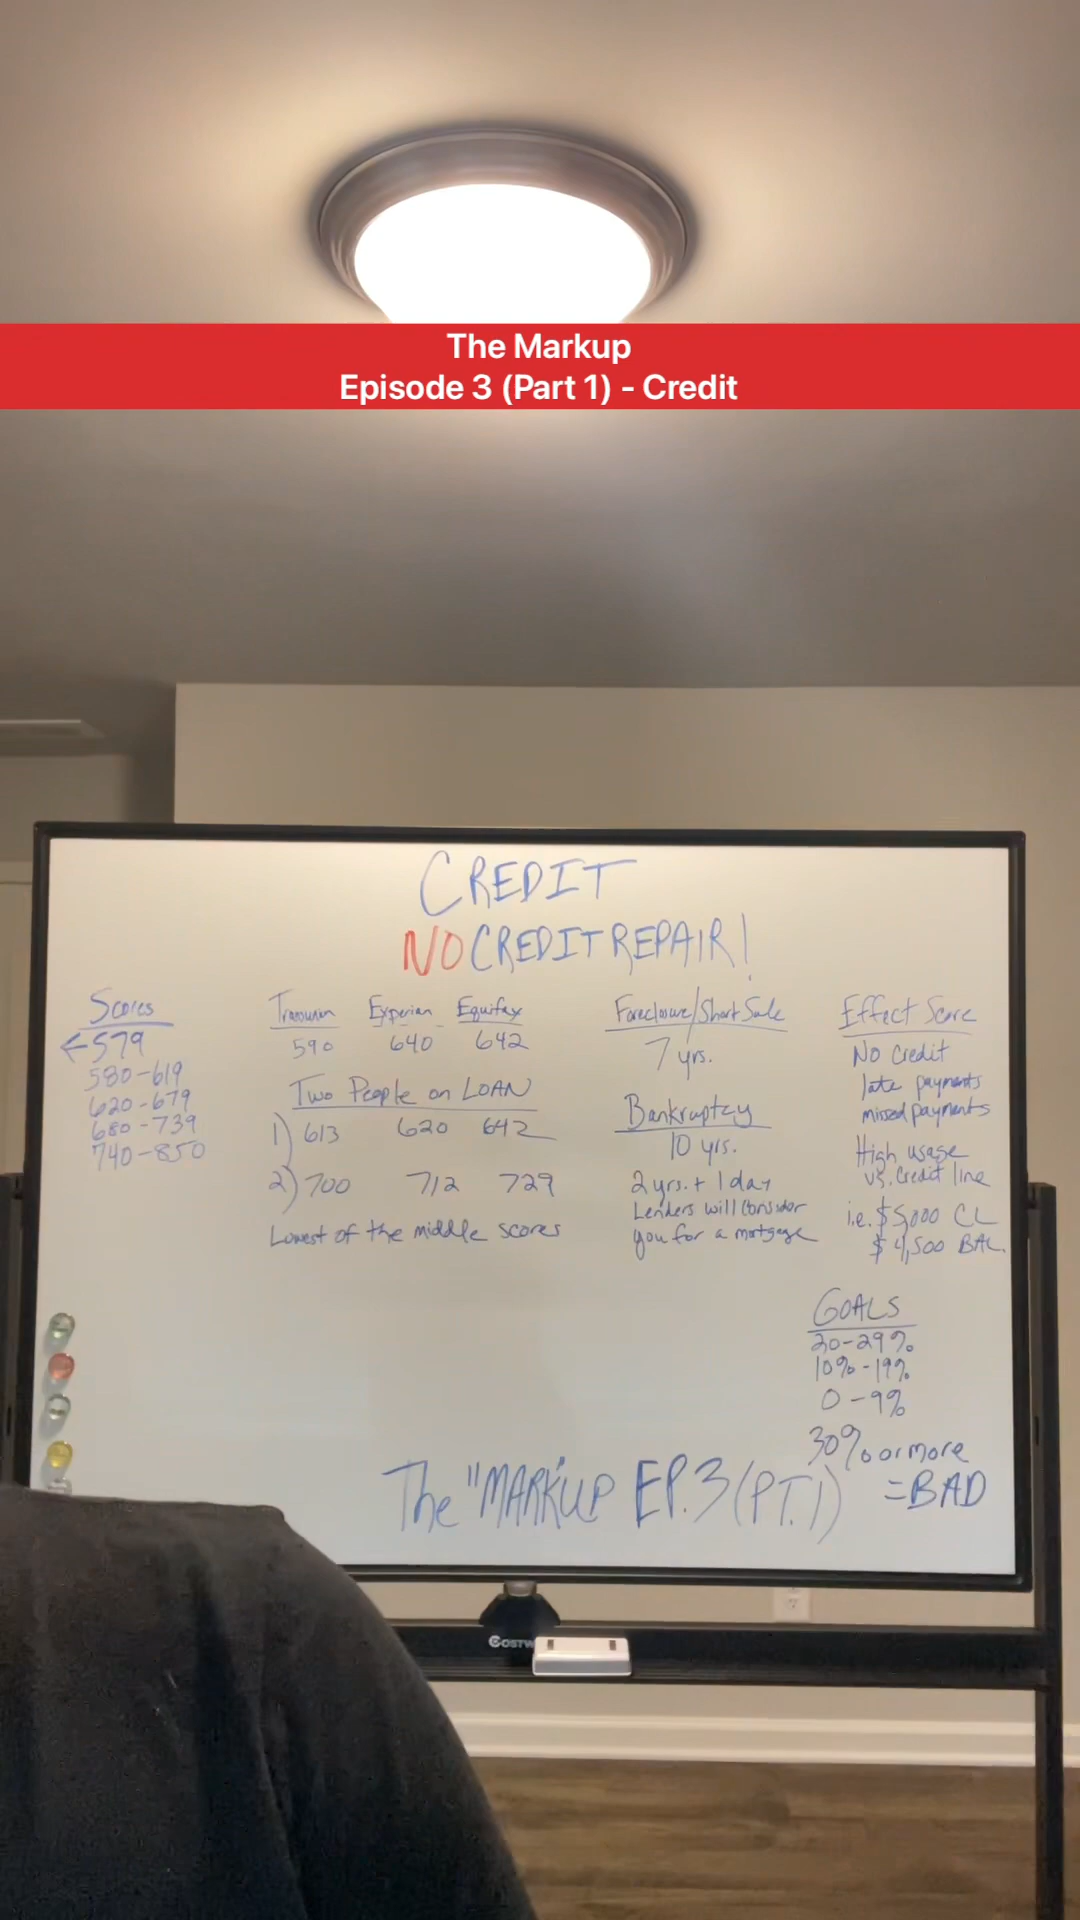 The Markup
Episode 3 (Part 1) - Credit
CREDIT
NO CREDIT REPAIR!
Scores
←579
580-619
620-679
680-739
740-850
Transunion Experian Equifax
590 640 642
Two People on LOAN
1) 613 620 642
2) 700 712 729
Lowest of the middle scores
Foreclosure/Short Sale
7 yrs.
Bankruptcy
10 yrs.
2 yrs. + 1 day
Lenders will consider
you for a mortgage
Effect Score
No Credit
late payments
missed payments
High usage
vs. Credit line
i.e. $5,000 CL
$4,500 BAL.
GOALS
20-29%
10%-19%
0-9%
30% or more
=BAD
The "MARKUP EP.3 (PT.1)